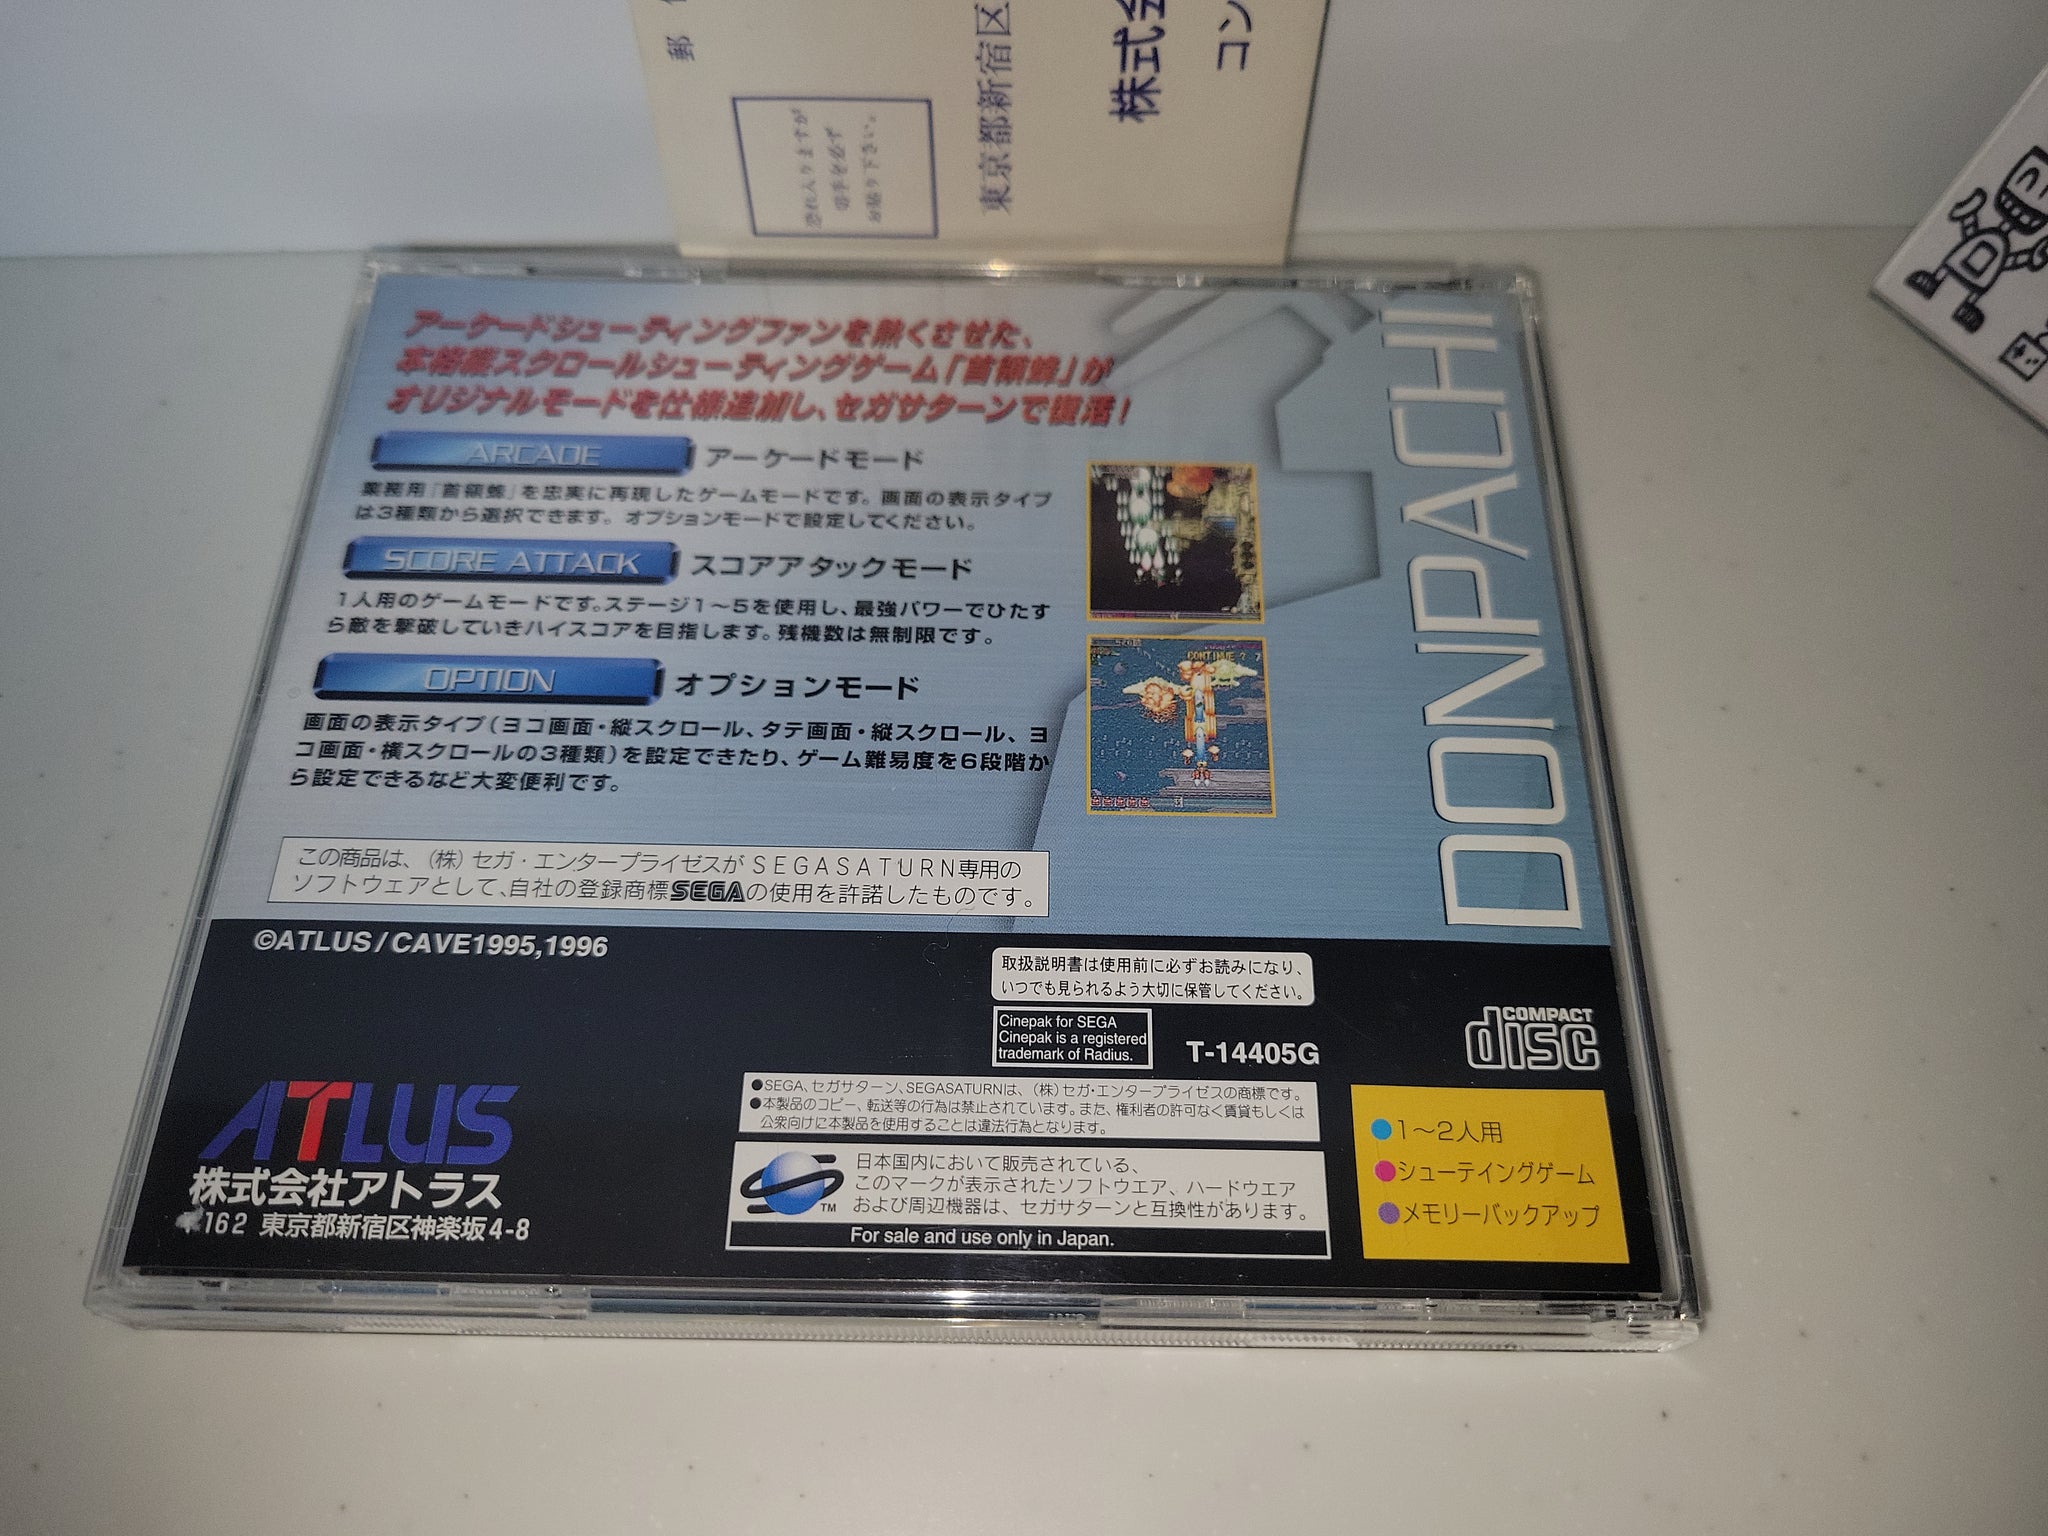 郵
東京都新宿区
株式会
コン
恐れ入りますが
切手を必ず
お貼り下さい。
アーケードシューティングファンを熱くさせた、
本格縦スクロールシューティングゲーム「首領蜂」が
オリジナルモードを仕様追加し、セガサターンで復活！
ARCADE アーケードモード
業務用「首領蜂」を忠実に再現したゲームモードです。画面の表示タイプ
は3種類から選択できます。オプションモードで設定してください。
SCORE ATTACK スコアアタックモード
1人用のゲームモードです。ステージ1〜5を使用し、最強パワーでひたす
ら敵を撃破していきハイスコアを目指します。残機数は無制限です。
OPTION オプションモード
画面の表示タイプ(ヨコ画面・縦スクロール、タテ画面・縦スクロール、ヨ
コ画面・横スクロールの3種類)を設定できたり、ゲーム難易度を6段階か
ら設定できるなど大変便利です。
CONTINUE ? 7
DONPACHI
この商品は、(株)セガ・エンタープライゼスがSEGASATURN専用の
ソフトウェアとして、自社の登録商標SEGAの使用を許諾したものです。
©ATLUS/CAVE1995,1996
取扱説明書は使用前に必ずお読みになり、
いつでも見られるよう大切に保管してください。
Cinepak for SEGA
Cinepak is a registered
trademark of Radius.
T-14405G
COMPACT
disc
ATLUS
株式会社アトラス
162 東京都新宿区神楽坂4-8
●SEGA、セガサターン、SEGASATURNは、(株)セガ・エンタープライゼスの商標です。
●本製品のコピー、転送等の行為は禁止されています。また、権利者の許可なく賃貸もしくは
公衆向けに本製品を使用することは違法行為となります。
日本国内において販売されている、
このマークが表示されたソフトウエア、ハードウエア
および周辺機器は、セガサターンと互換性があります。
TM
For sale and use only in Japan.
●1〜2人用
●シューテイングゲーム
●メモリーバックアップ